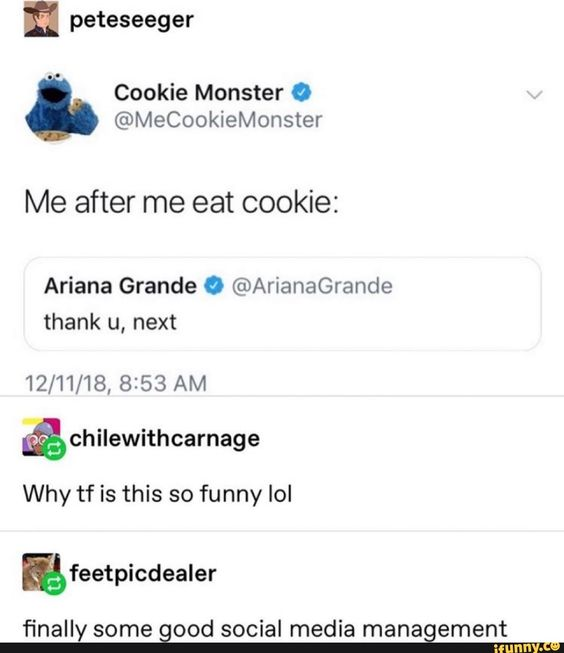 peteseeger
Cookie Monster
@MeCookieMonster
Me after me eat cookie:
Ariana Grande @ArianaGrande
thank u, next
12/11/18, 8:53 AM
chilewithcarnage
Why tf is this so funny lol
feetpicdealer
finally some good social media management
ifunny.co